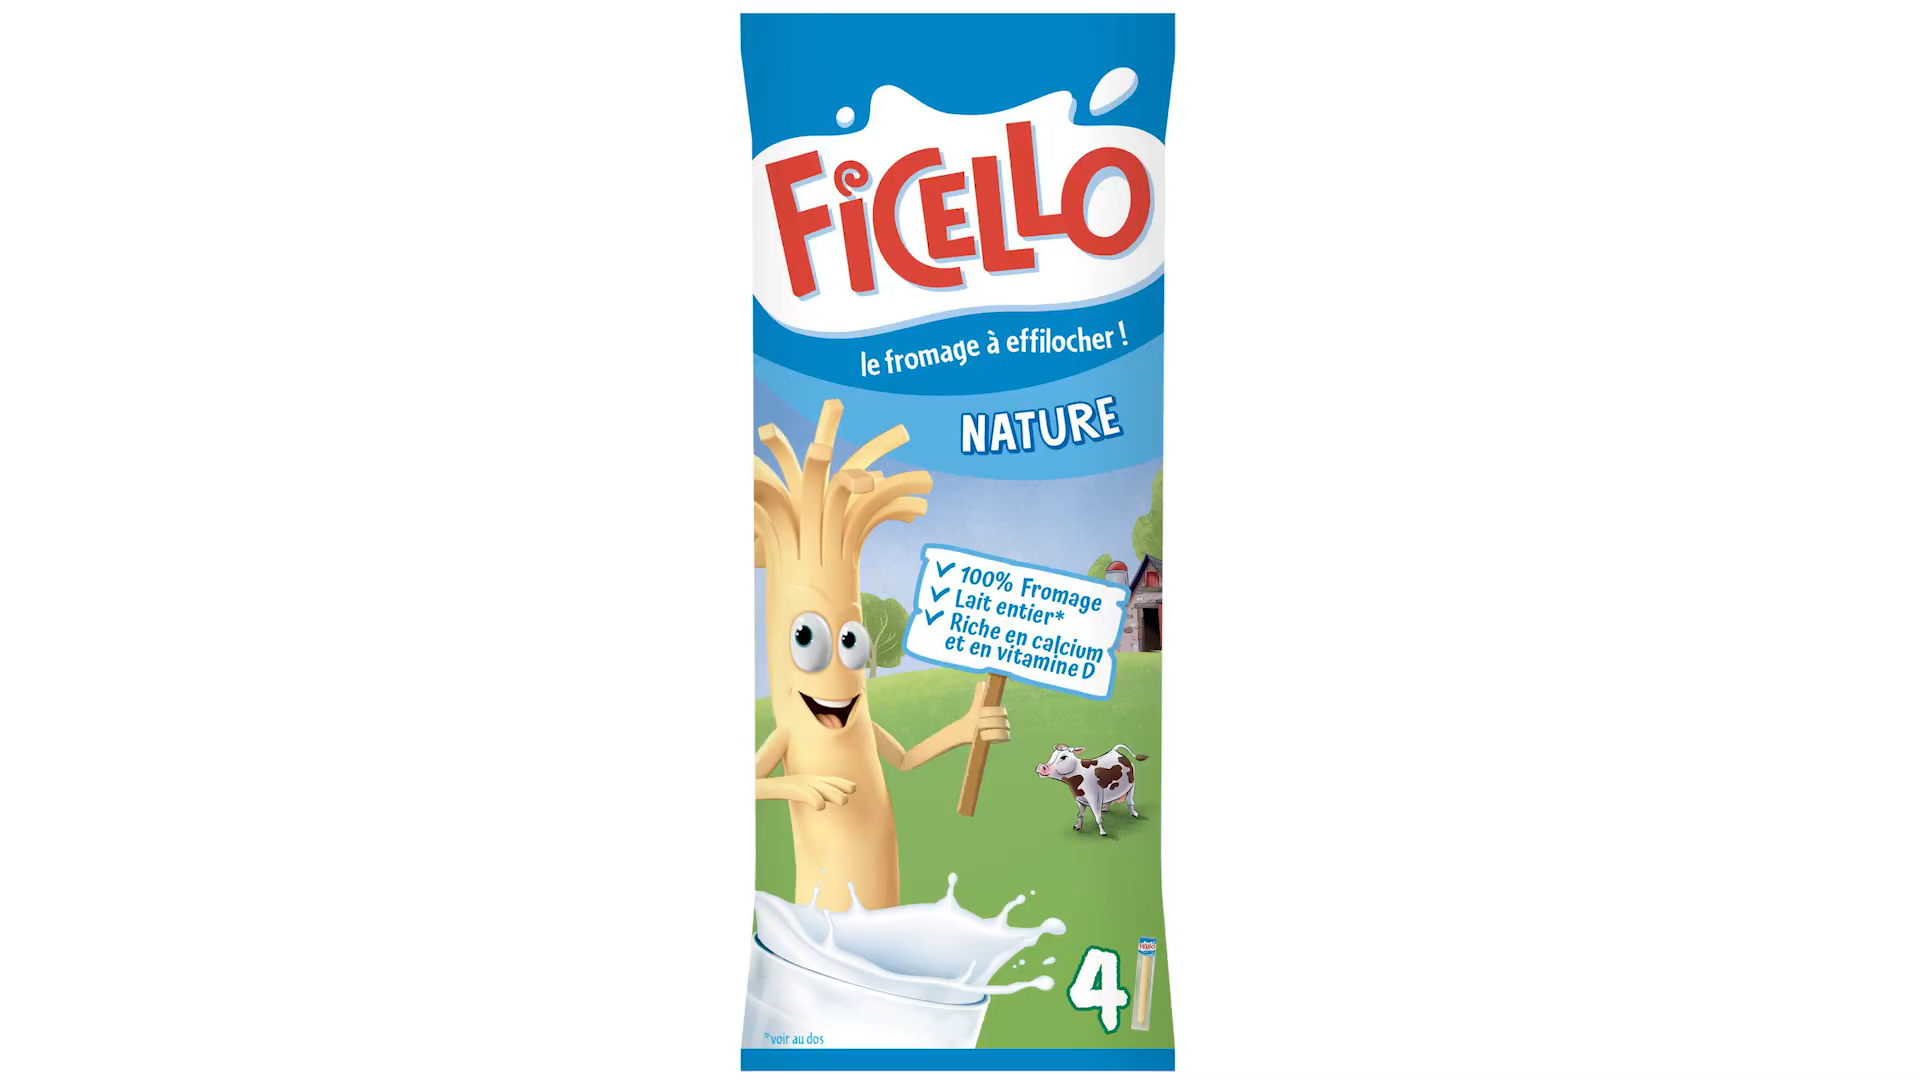 FiCELLO
le fromage à effilocher !
NATURE
100% Fromage
Lait entier*
Riche en calcium
et en vitamine D
4
*voir au dos